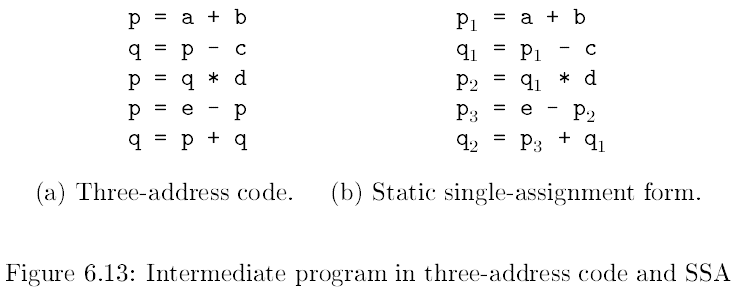 p = a + b
q = p - c
p = q * d
p = e - p
q = p + q
(a) Three-address code.
p₁ = a + b
q₁ = p₁ - c
p₂ = q₁ * d
p₃ = e - p₂
q₂ = p₃ + q₁
(b) Static single-assignment form.
Figure 6.13: Intermediate program in three-address code and SSA